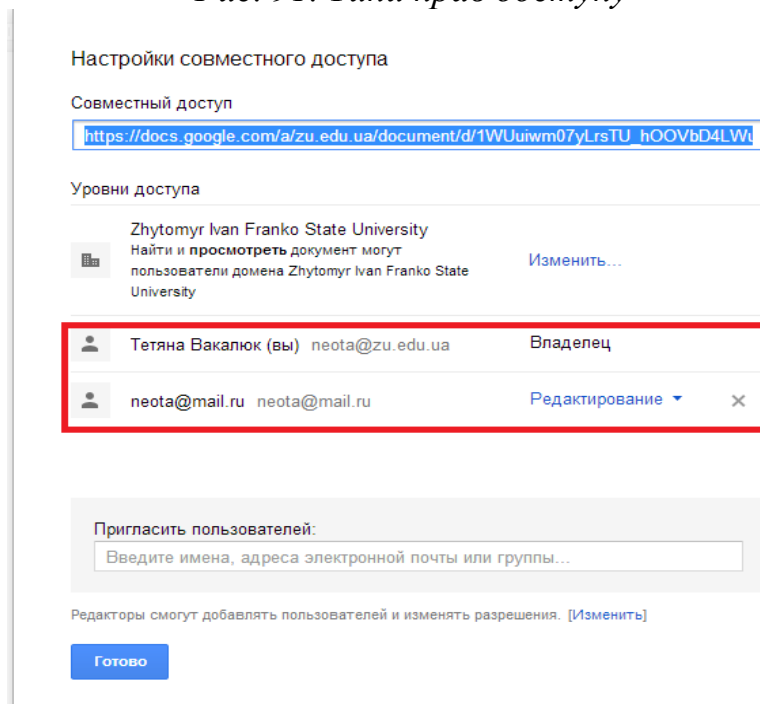 прав доступу
Настройки совместного доступа
Совместный доступ
https://docs.google.com/a/zu.edu.ua/document/d/1WUuiwm07yLrsTU_hOOVbD4LWu
Уровни доступа
Zhytomyr Ivan Franko State University
Найти и просмотреть документ могут
пользователи домена Zhytomyr Ivan Franko State
University
Изменить...
Тетяна Вакалюк (вы) neota@zu.edu.ua Владелец
neota@mail.ru neota@mail.ru Редактирование
Пригласить пользователей:
Введите имена, адреса электронной почты или группы...
Редакторы смогут добавлять пользователей и изменять разрешения. [Изменить]
Готово